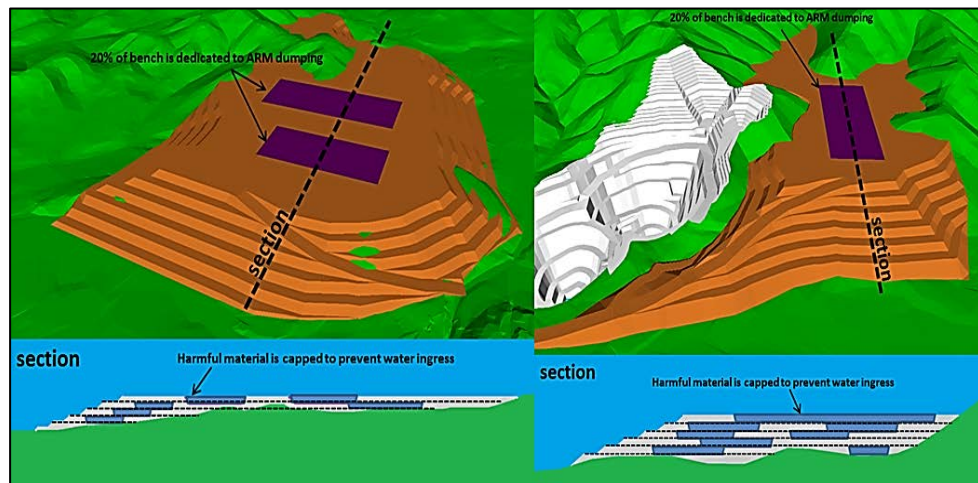 20% of bench is dedicated to ARM dumping
section
section
Harmful material is capped to prevent water ingress
20% of bench is dedicated to ARM dumping
section
section
Harmful material is capped to prevent water ingress